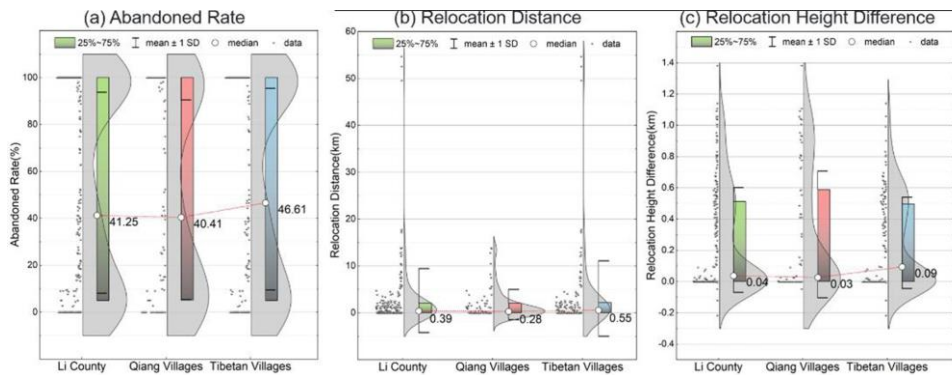 (a) Abandoned Rate
25%~75% mean ± 1 SD median data
100
80
60
40
20
0
Abandoned Rate(%)
41.25
40.41
46.61
Li County Qiang Villages Tibetan Villages
(b) Relocation Distance
25%~75% mean ± 1 SD median data
60
50
40
30
20
10
0
Relocation Distance(km)
0.39
0.28
0.55
Li County Qiang Villages Tibetan Villages
(c) Relocation Height Difference
25%~75% mean ± 1 SD median data
1.4
1.2
1.0
0.8
0.6
0.4
0.2
0.0
-0.2
-0.4
Relocation Height Difference(km)
0.04
0.03
0.09
Li County Qiang Villages Tibetan Villages